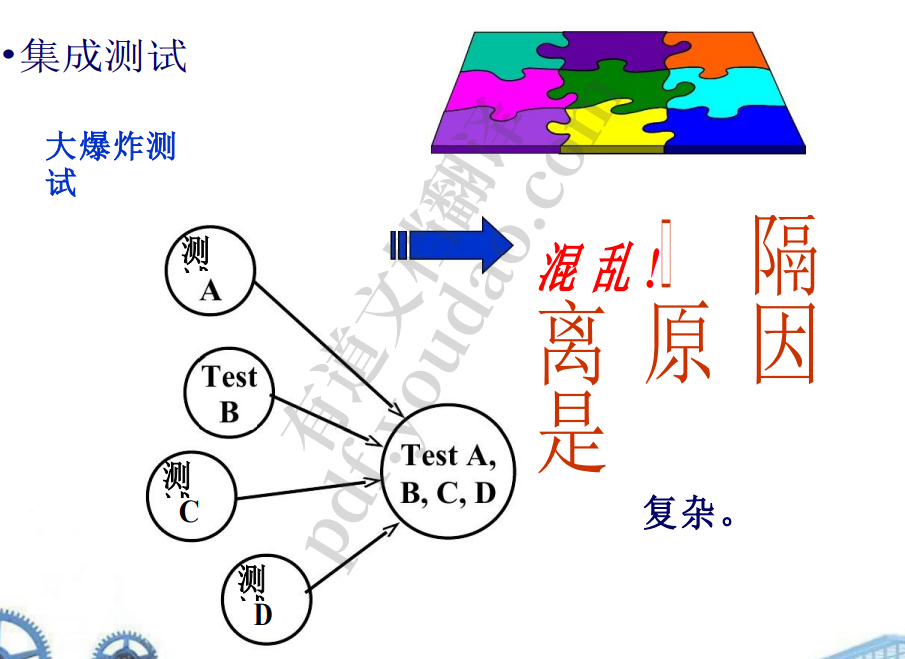 •集成测试
大爆炸测
试
混乱! 隔
离 原 因
是
复杂。
测
A
Test
B
测
C
测
D
Test A,
B, C, D
有道文档翻译
pdf.youdao.com